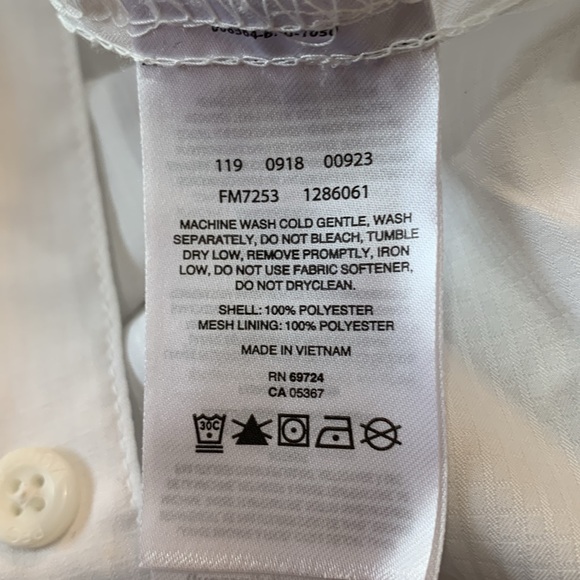 119 0918 00923
FM7253 1286061
MACHINE WASH COLD GENTLE, WASH
SEPARATELY, DO NOT BLEACH, TUMBLE
DRY LOW, REMOVE PROMPTLY, IRON
LOW, DO NOT USE FABRIC SOFTENER,
DO NOT DRYCLEAN.
SHELL: 100% POLYESTER
MESH LINING: 100% POLYESTER
MADE IN VIETNAM
RN 69724
CA 05367
30C